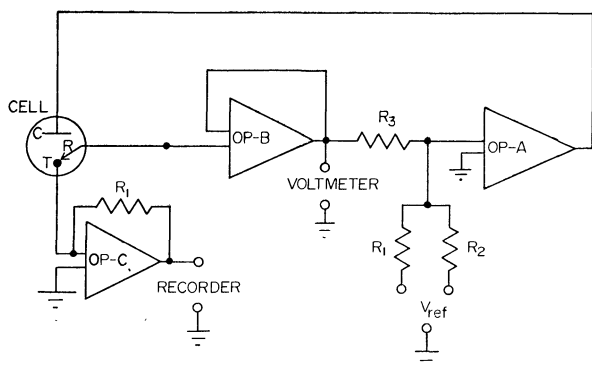 CELL
C
R
T
OP-B
R3
OP-A
VOLTMETER
R1
OP-C
RECORDER
R1
R2
Vref